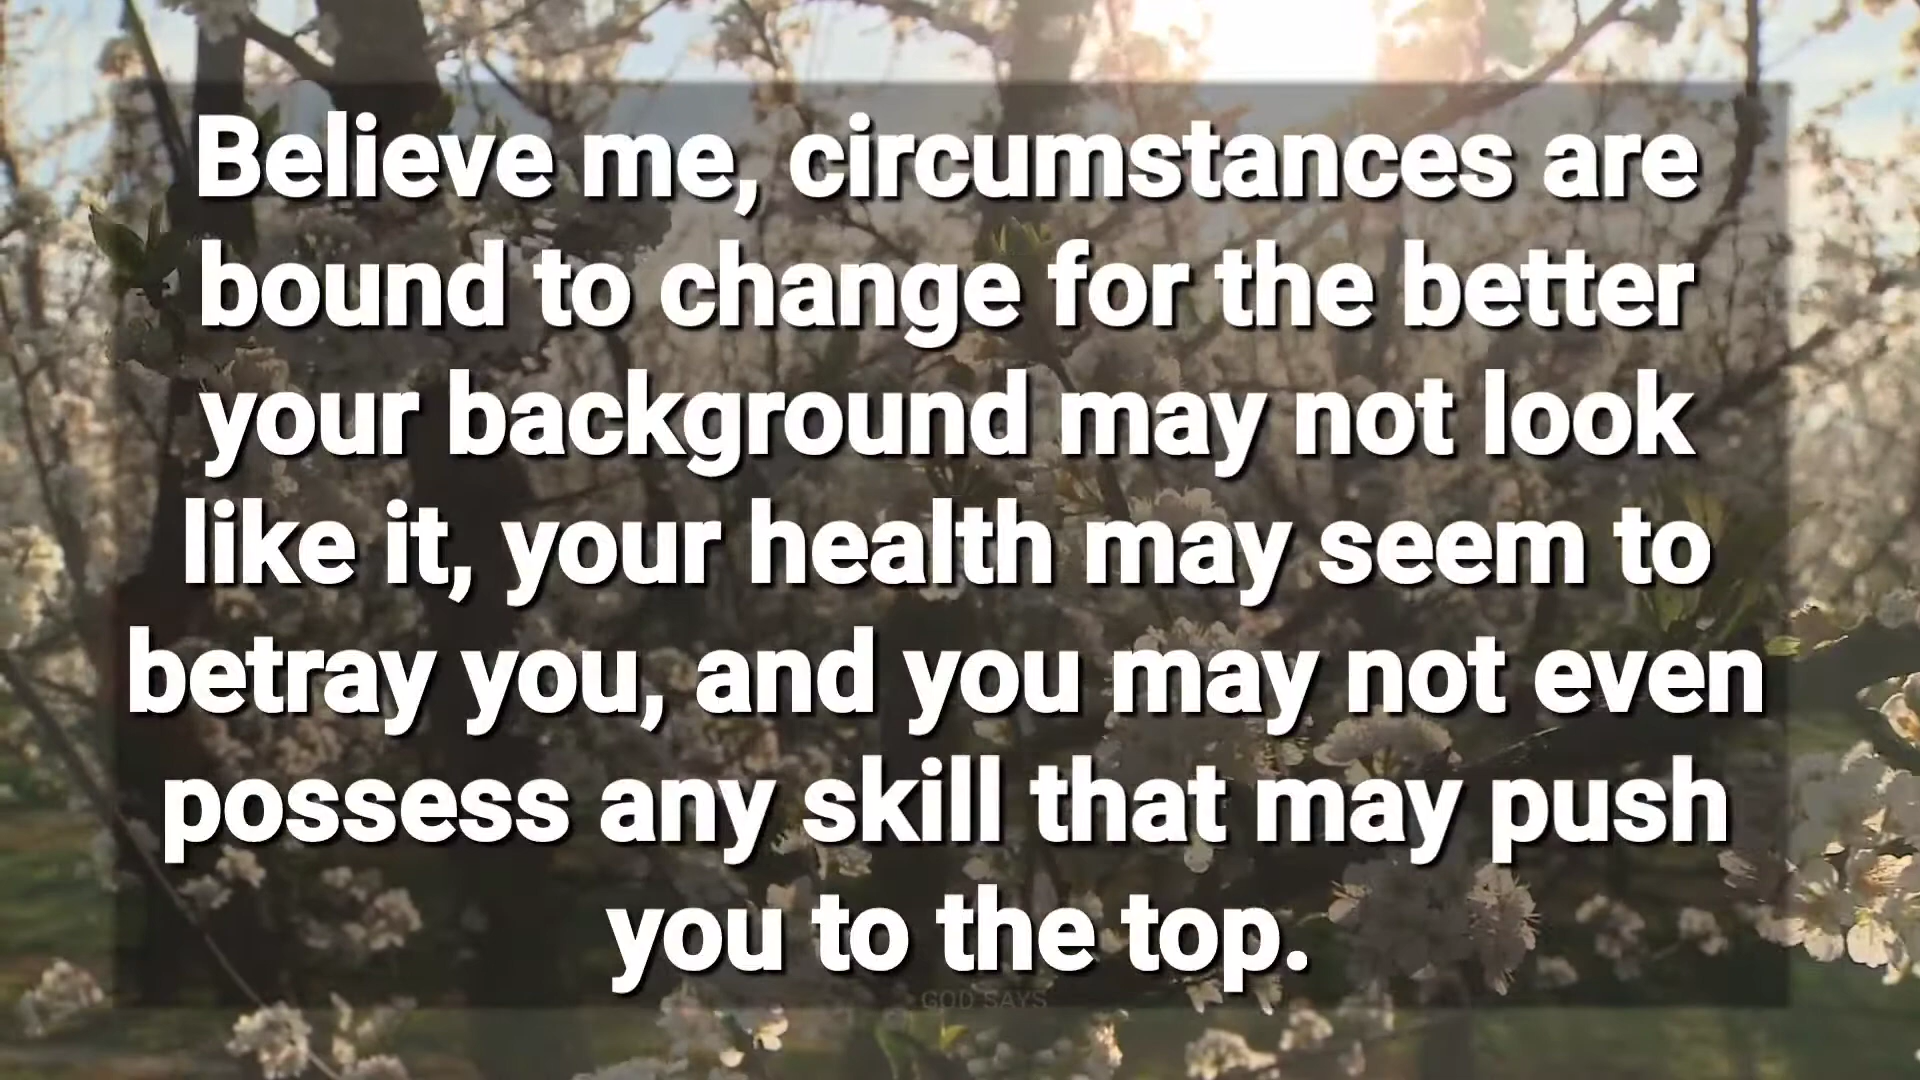 Believe me, circumstances are
bound to change for the better
your background may not look
like it, your health may seem to
betray you, and you may not even
possess any skill that may push
you to the top.
GOD SAYS